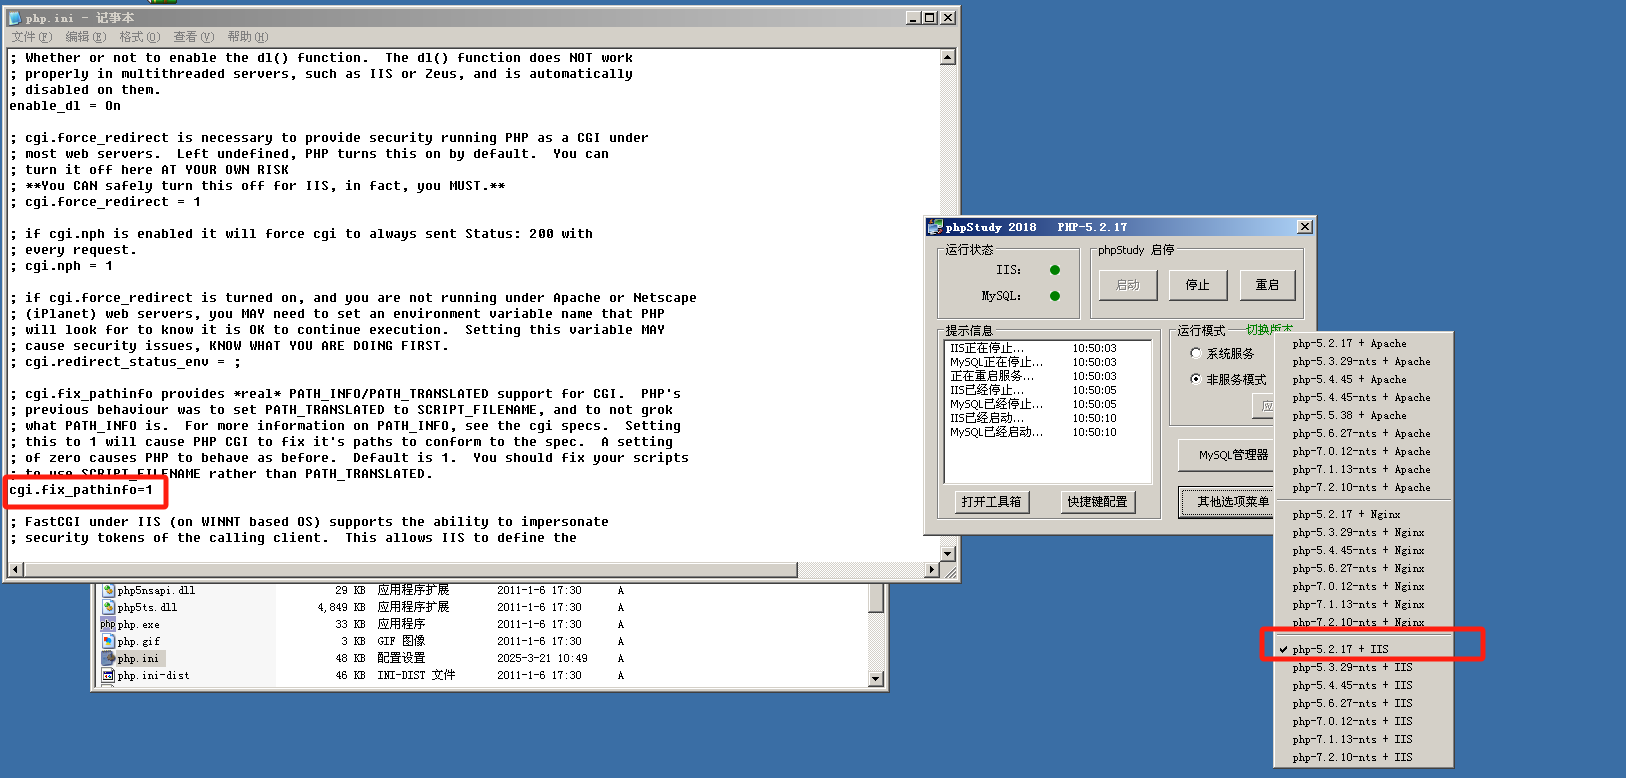 php.ini - 记事本
文件(F) 编辑(E) 格式(O) 查看(V) 帮助(H)
; Whether or not to enable the dl() function.  The dl() function does NOT work
; properly in multithreaded servers, such as IIS or Zeus, and is automatically
; disabled on them.
enable_dl = On
; cgi.force_redirect is necessary to provide security running PHP as a CGI under
; most web servers.  Left undefined, PHP turns this on by default.  You can
; turn it off here AT YOUR OWN RISK
; **You CAN safely turn this off for IIS, in fact, you MUST.**
; cgi.force_redirect = 1
; if cgi.nph is enabled it will force cgi to always sent Status: 200 with
; every request.
; cgi.nph = 1
; if cgi.force_redirect is turned on, and you are not running under Apache or Netscape
; (iPlanet) web servers, you MAY need to set an environment variable name that PHP
; will look for to know it is OK to continue execution.  Setting this variable MAY
; cause security issues, KNOW WHAT YOU ARE DOING FIRST.
; cgi.redirect_status_env = ;
; cgi.fix_pathinfo provides *real* PATH_INFO/PATH_TRANSLATED support for CGI.  PHP's
; previous behaviour was to set PATH_TRANSLATED to SCRIPT_FILENAME, and to not grok
; what PATH_INFO is.  For more information on PATH_INFO, see the cgi specs.  Setting
; this to 1 will cause PHP CGI to fix it's paths to conform to the spec.  A setting
; of zero causes PHP to behave as before.  Default is 1.  You should fix your scripts
; to use SCRIPT_FILENAME rather than PATH_TRANSLATED.
cgi.fix_pathinfo=1
; FastCGI under IIS (on WINNT based OS) supports the ability to impersonate
; security tokens of the calling client.  This allows IIS to define the
php5nsapi.dll 29 KB 应用程序扩展 2011-1-6 17:30 A
php5ts.dll 4,849 KB 应用程序扩展 2011-1-6 17:30 A
php.exe 33 KB 应用程序 2011-1-6 17:30 A
php.gif 3 KB GIF 图像 2011-1-6 17:30 A
php.ini 48 KB 配置设置 2025-3-21 10:49 A
php.ini-dist 46 KB INI-DIST 文件 2011-1-6 17:30 A
phpStudy 2018 PHP-5.2.17
运行状态
IIS:
MySQL:
phpStudy 启停
启动 停止 重启
提示信息
IIS正在停止... 10:50:03
MySQL正在停止... 10:50:03
正在重启服务... 10:50:03
IIS已经停止... 10:50:05
MySQL已经停止... 10:50:05
IIS已经启动... 10:50:10
MySQL已经启动... 10:50:10
打开工具箱 快捷键配置
运行模式 切换版本
系统服务
非服务模式
应
MySQL管理器
其他选项菜单
php-5.2.17 + Apache
php-5.3.29-nts + Apache
php-5.4.45 + Apache
php-5.4.45-nts + Apache
php-5.5.38 + Apache
php-5.6.27-nts + Apache
php-7.0.12-nts + Apache
php-7.1.13-nts + Apache
php-7.2.10-nts + Apache
php-5.2.17 + Nginx
php-5.3.29-nts + Nginx
php-5.4.45-nts + Nginx
php-5.6.27-nts + Nginx
php-7.0.12-nts + Nginx
php-7.1.13-nts + Nginx
php-7.2.10-nts + Nginx
php-5.2.17 + IIS
php-5.3.29-nts + IIS
php-5.4.45-nts + IIS
php-5.6.27-nts + IIS
php-7.0.12-nts + IIS
php-7.1.13-nts + IIS
php-7.2.10-nts + IIS